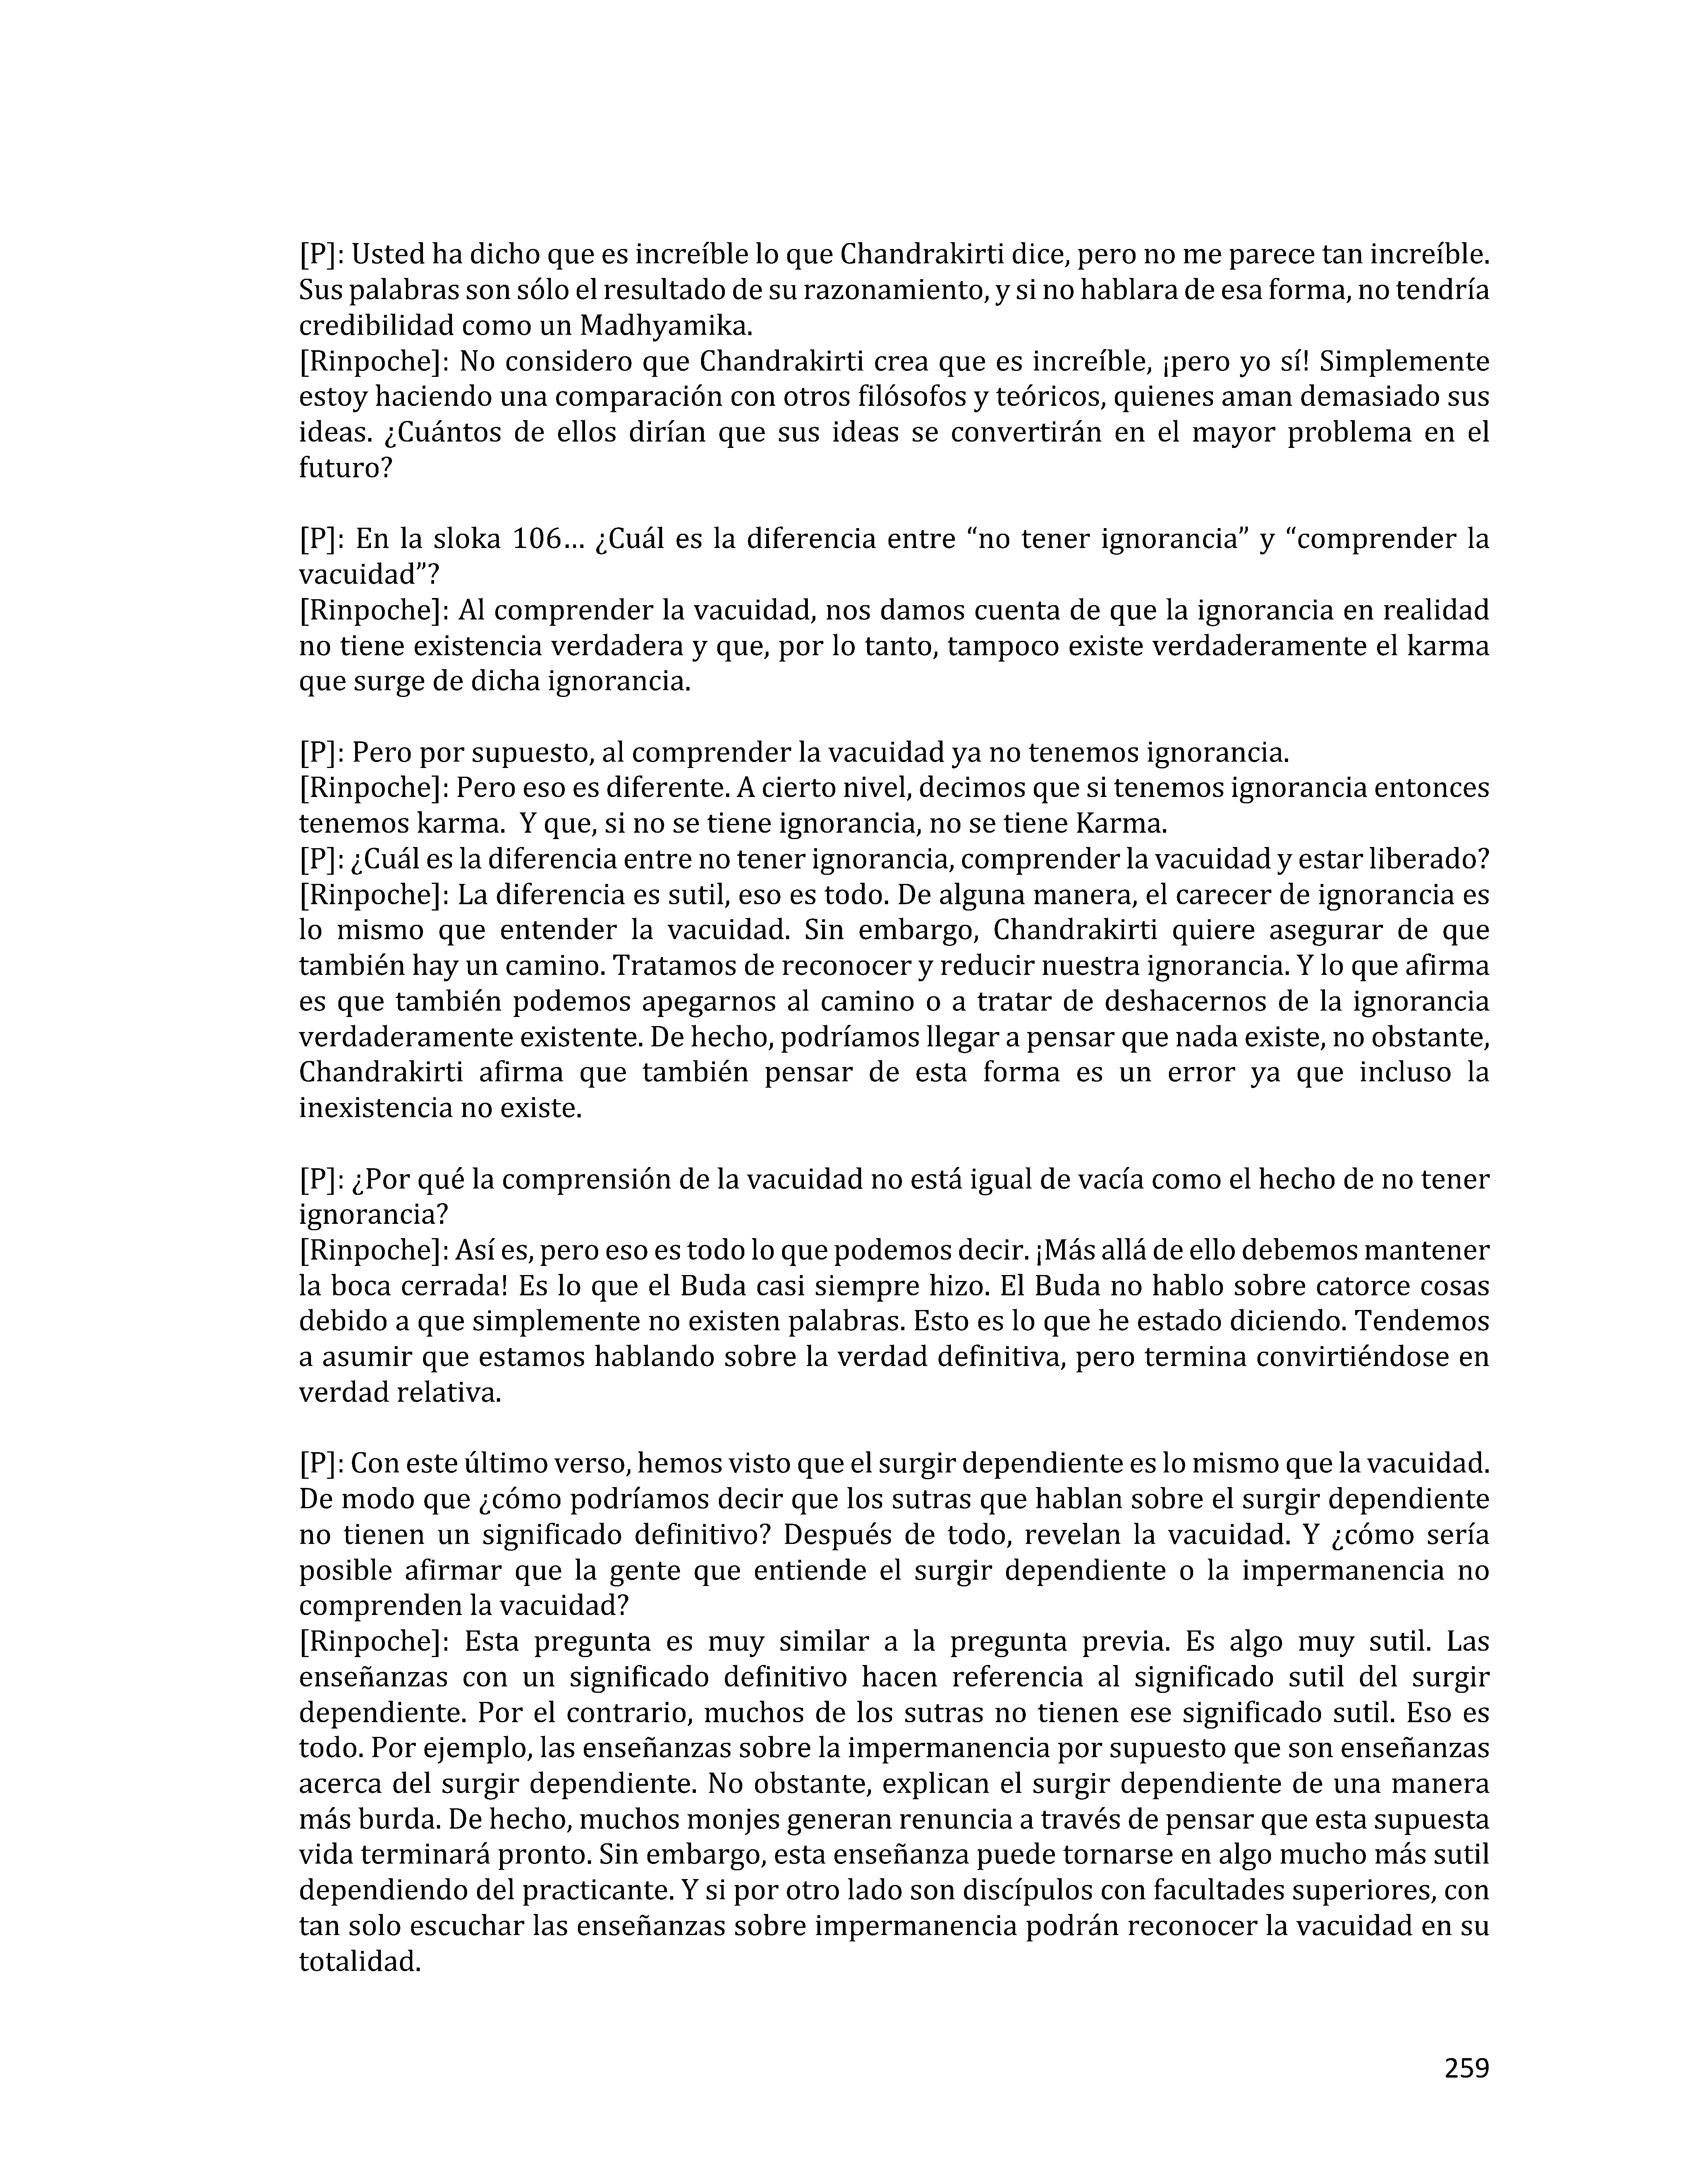 [P]: Usted ha dicho que es increíble lo que Chandrakirti dice, pero no me parece tan increíble.
Sus palabras son sólo el resultado de su razonamiento, y si no hablara de esa forma, no tendría
credibilidad como un Madhyamika.
[Rinpoche]: No considero que Chandrakirti crea que es increíble, ¡pero yo sí! Simplemente
estoy haciendo una comparación con otros filósofos y teóricos, quienes aman demasiado sus
ideas. ¿Cuántos de ellos dirían que sus ideas se convertirán en el mayor problema en el
futuro?

[P]: En la sloka 106… ¿Cuál es la diferencia entre “no tener ignorancia” y “comprender la
vacuidad”?
[Rinpoche]: Al comprender la vacuidad, nos damos cuenta de que la ignorancia en realidad
no tiene existencia verdadera y que, por lo tanto, tampoco existe verdaderamente el karma
que surge de dicha ignorancia.

[P]: Pero por supuesto, al comprender la vacuidad ya no tenemos ignorancia.
[Rinpoche]: Pero eso es diferente. A cierto nivel, decimos que si tenemos ignorancia entonces
tenemos karma.  Y que, si no se tiene ignorancia, no se tiene Karma.
[P]: ¿Cuál es la diferencia entre no tener ignorancia, comprender la vacuidad y estar liberado?
[Rinpoche]: La diferencia es sutil, eso es todo. De alguna manera, el carecer de ignorancia es
lo mismo que entender la vacuidad. Sin embargo, Chandrakirti quiere asegurar de que
también hay un camino. Tratamos de reconocer y reducir nuestra ignorancia. Y lo que afirma
es que también podemos apegarnos al camino o a tratar de deshacernos de la ignorancia
verdaderamente existente. De hecho, podríamos llegar a pensar que nada existe, no obstante,
Chandrakirti afirma que también pensar de esta forma es un error ya que incluso la
inexistencia no existe.

[P]: ¿Por qué la comprensión de la vacuidad no está igual de vacía como el hecho de no tener
ignorancia?
[Rinpoche]: Así es, pero eso es todo lo que podemos decir. ¡Más allá de ello debemos mantener
la boca cerrada! Es lo que el Buda casi siempre hizo. El Buda no hablo sobre catorce cosas
debido a que simplemente no existen palabras. Esto es lo que he estado diciendo. Tendemos
a asumir que estamos hablando sobre la verdad definitiva, pero termina convirtiéndose en
verdad relativa.

[P]: Con este último verso, hemos visto que el surgir dependiente es lo mismo que la vacuidad.
De modo que ¿cómo podríamos decir que los sutras que hablan sobre el surgir dependiente
no tienen un significado definitivo? Después de todo, revelan la vacuidad. Y ¿cómo sería
posible afirmar que la gente que entiende el surgir dependiente o la impermanencia no
comprenden la vacuidad?
[Rinpoche]: Esta pregunta es muy similar a la pregunta previa. Es algo muy sutil. Las
enseñanzas con un significado definitivo hacen referencia al significado sutil del surgir
dependiente. Por el contrario, muchos de los sutras no tienen ese significado sutil. Eso es
todo. Por ejemplo, las enseñanzas sobre la impermanencia por supuesto que son enseñanzas
acerca del surgir dependiente. No obstante, explican el surgir dependiente de una manera
más burda. De hecho, muchos monjes generan renuncia a través de pensar que esta supuesta
vida terminará pronto. Sin embargo, esta enseñanza puede tornarse en algo mucho más sutil
dependiendo del practicante. Y si por otro lado son discípulos con facultades superiores, con
tan solo escuchar las enseñanzas sobre impermanencia podrán reconocer la vacuidad en su
totalidad.

259